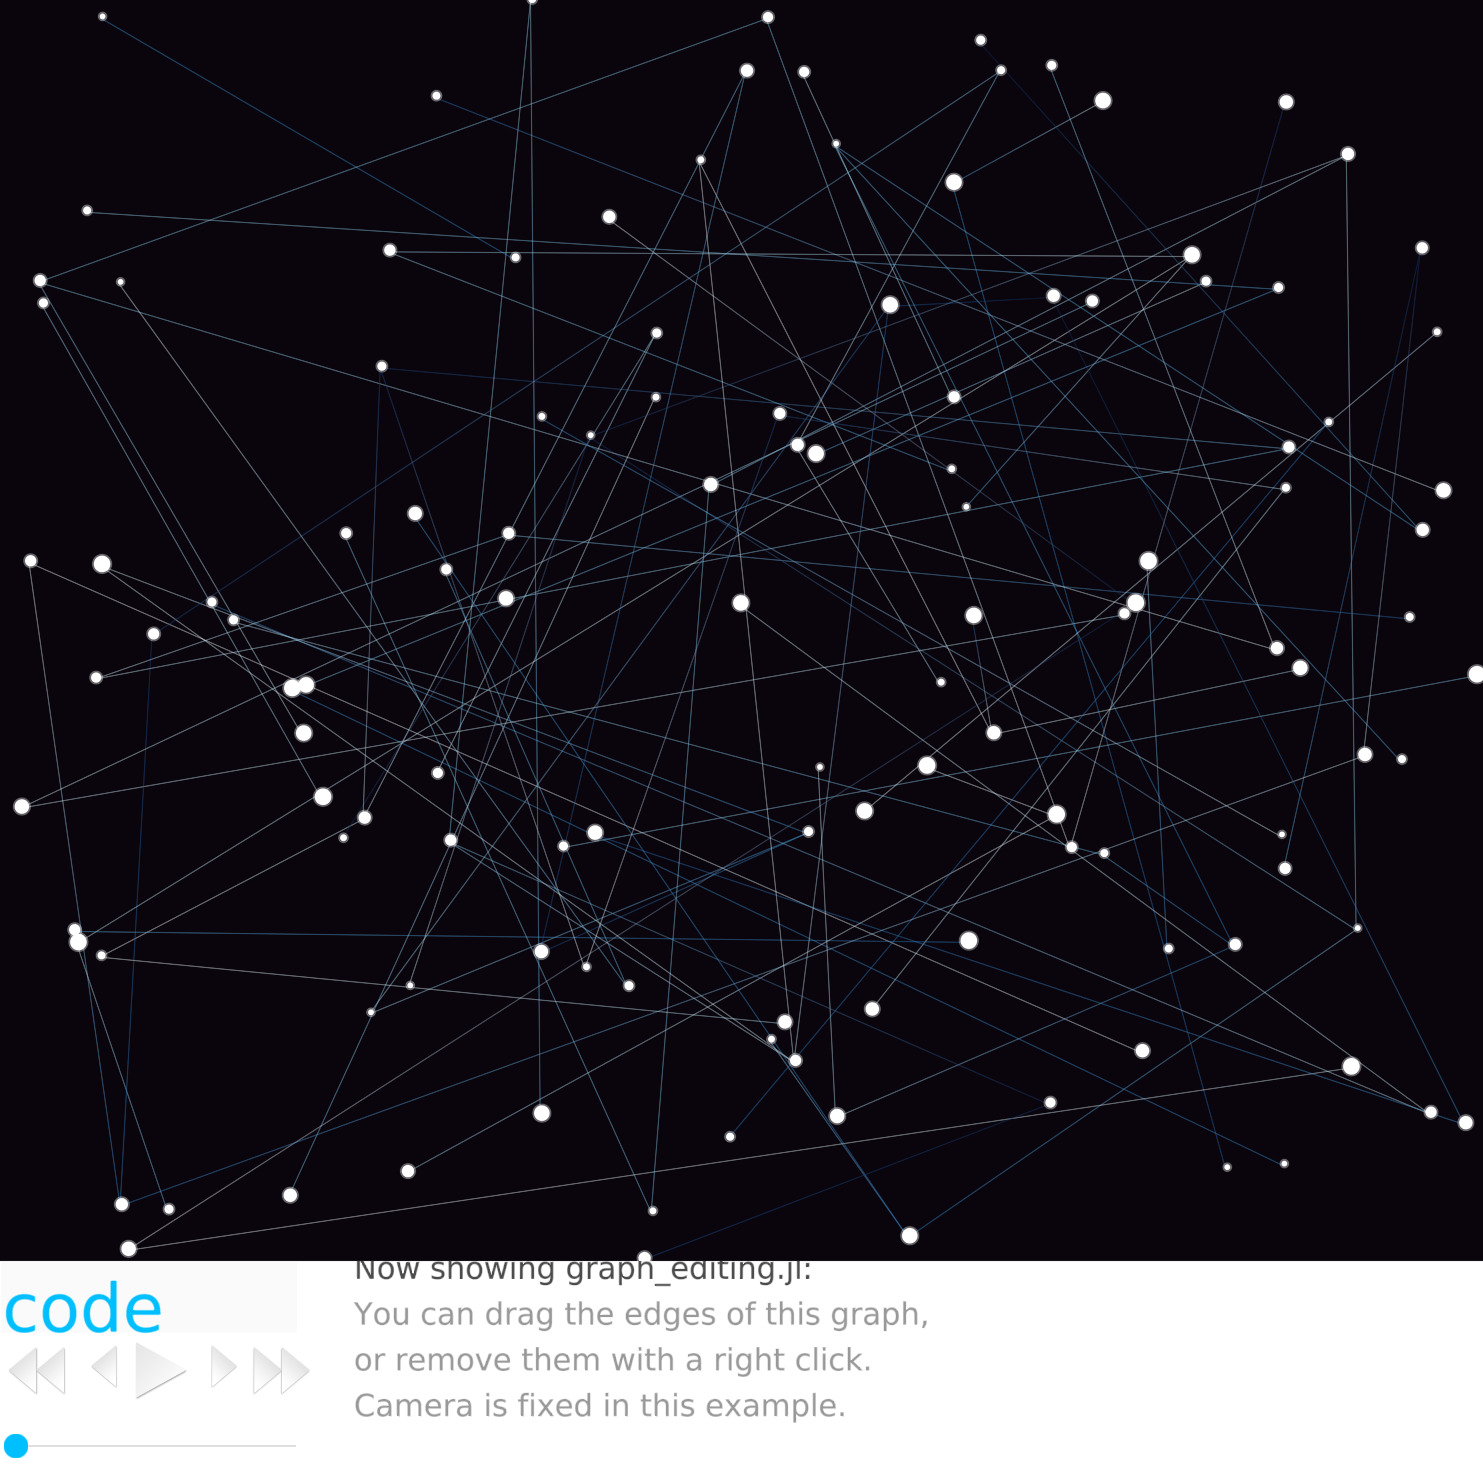 Now showing graph_editing.jl:
code
You can drag the edges of this graph,
or remove them with a right click.
Camera is fixed in this example.